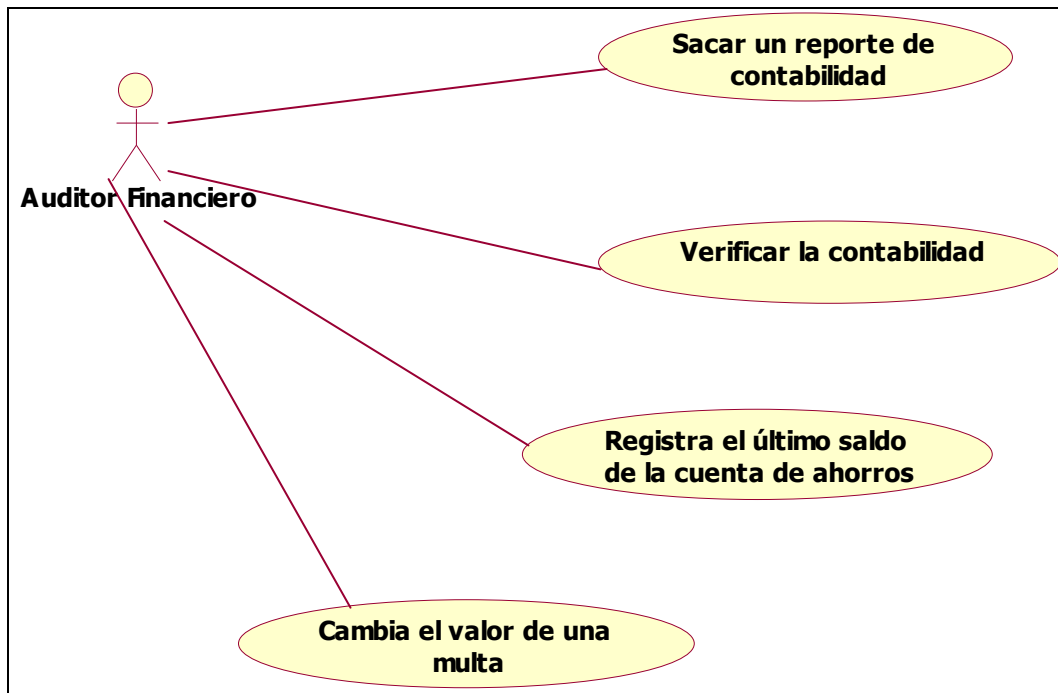 Sacar un reporte de
contabilidad
Auditor Financiero
Verificar la contabilidad
Registra el último saldo
de la cuenta de ahorros
Cambia el valor de una
multa